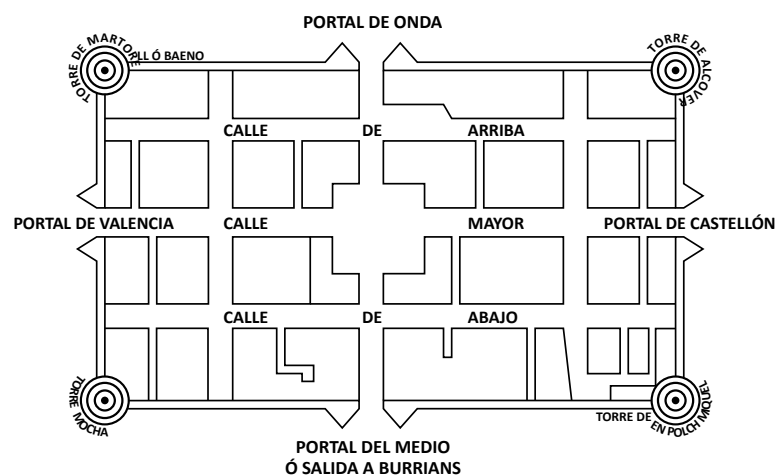 PORTAL DE ONDA
TORRE DE MARTORE
PLL Ó BAENO
TORRE DE ALCOVER
CALLE DE ARRIBA
PORTAL DE VALENCIA CALLE MAYOR PORTAL DE CASTELLÓN
CALLE DE ABAJO
TORRE MOCHA
TORRE DE
EN POLCH MIQUEL
PORTAL DEL MEDIO
Ó SALIDA A BURRIANS